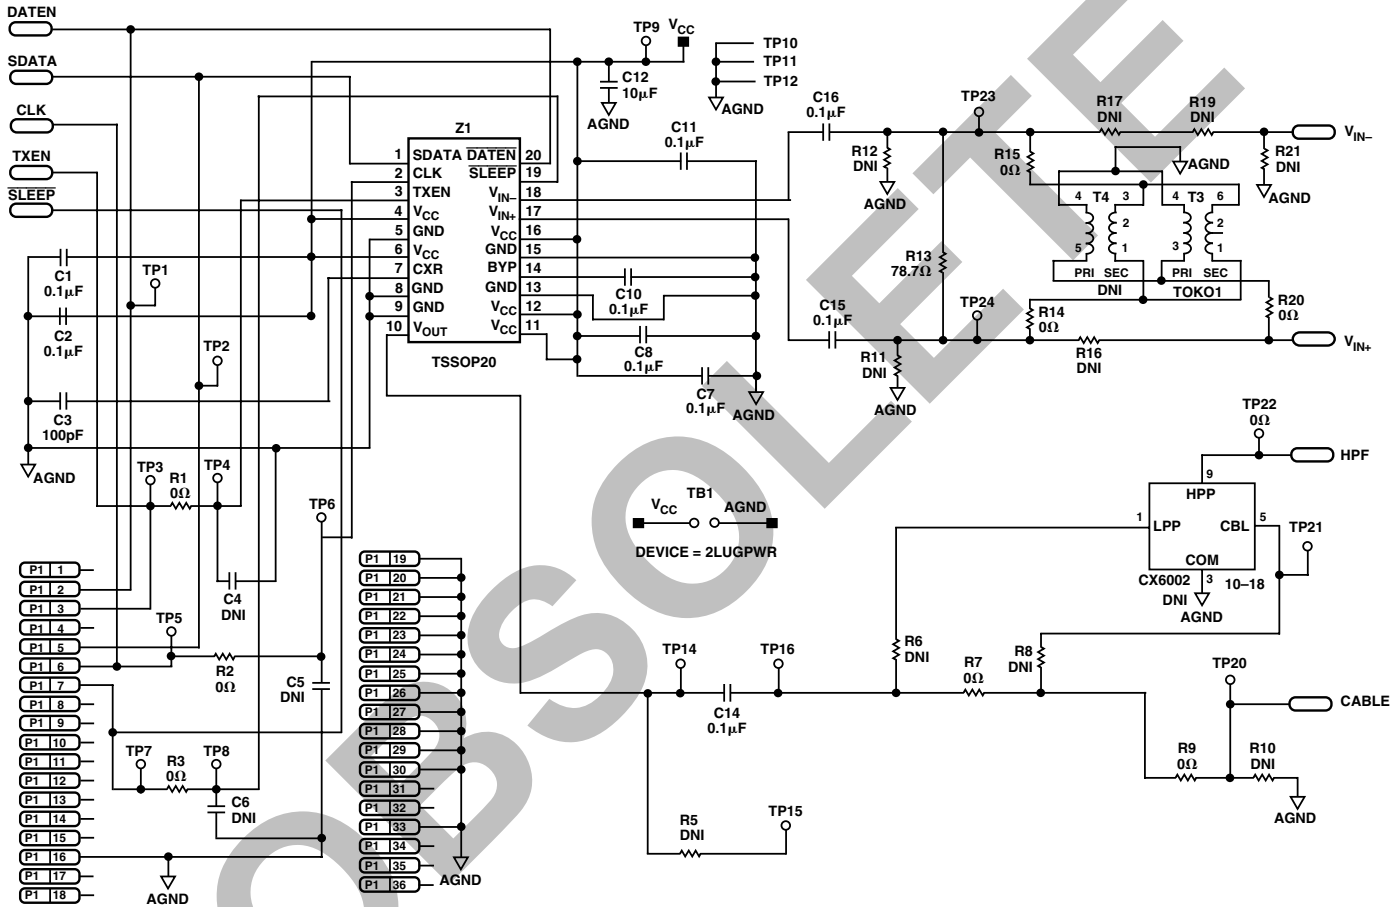 DATEN
SDATA
CLK
TXEN
SLEEP
TP9 VCC
C12
10µF
AGND
TP10
TP11
TP12
AGND
Z1
1 SDATA DATEN 20
2 CLK SLEEP 19
3 TXEN VIN– 18
4 VCC VIN+ 17
5 GND VCC 16
6 VCC GND 15
7 CXR BYP 14
8 GND GND 13
9 GND VCC 12
10 VOUT VCC 11
TSSOP20
C11
0.1µF
C10
0.1µF
C8
0.1µF
C7
0.1µF
AGND
C1
0.1µF
C2
0.1µF
C3
100pF
AGND
TP1
TP2
TP3
R1
0Ω
TP4
TP6
C4
DNI
TP5
R2
0Ω
C5
DNI
TP7
R3
0Ω
TP8
C6
DNI
AGND
P1 1
P1 2
P1 3
P1 4
P1 5
P1 6
P1 7
P1 8
P1 9
P1 10
P1 11
P1 12
P1 13
P1 14
P1 15
P1 16
P1 17
P1 18
P1 19
P1 20
P1 21
P1 22
P1 23
P1 24
P1 25
P1 26
P1 27
P1 28
P1 29
P1 30
P1 31
P1 32
P1 33
P1 34
P1 35
P1 36
AGND
C16
0.1µF
R12
DNI
AGND
TP23
R17
DNI
R19
DNI
VIN–
R15
0Ω
AGND
R21
DNI
AGND
4 T4 3
2
5 1
PRI SEC
DNI
4 T3 6
2
3 1
PRI SEC
TOKO1
R13
78.7Ω
C15
0.1µF
R11
DNI
AGND
TP24
R14
0Ω
R16
DNI
R20
0Ω
VIN+
TP22
0Ω
HPF
9
HPP
1 LPP CBL 5
COM
3
CX6002
DNI
10–18
AGND
TP21
VCC TB1 AGND
DEVICE = 2LUGPWR
TP14
C14
0.1µF
TP16
R6
DNI
R7
0Ω
R8
DNI
TP20
CABLE
R9
0Ω
R10
DNI
AGND
R5
DNI
TP15
OBSOLETE